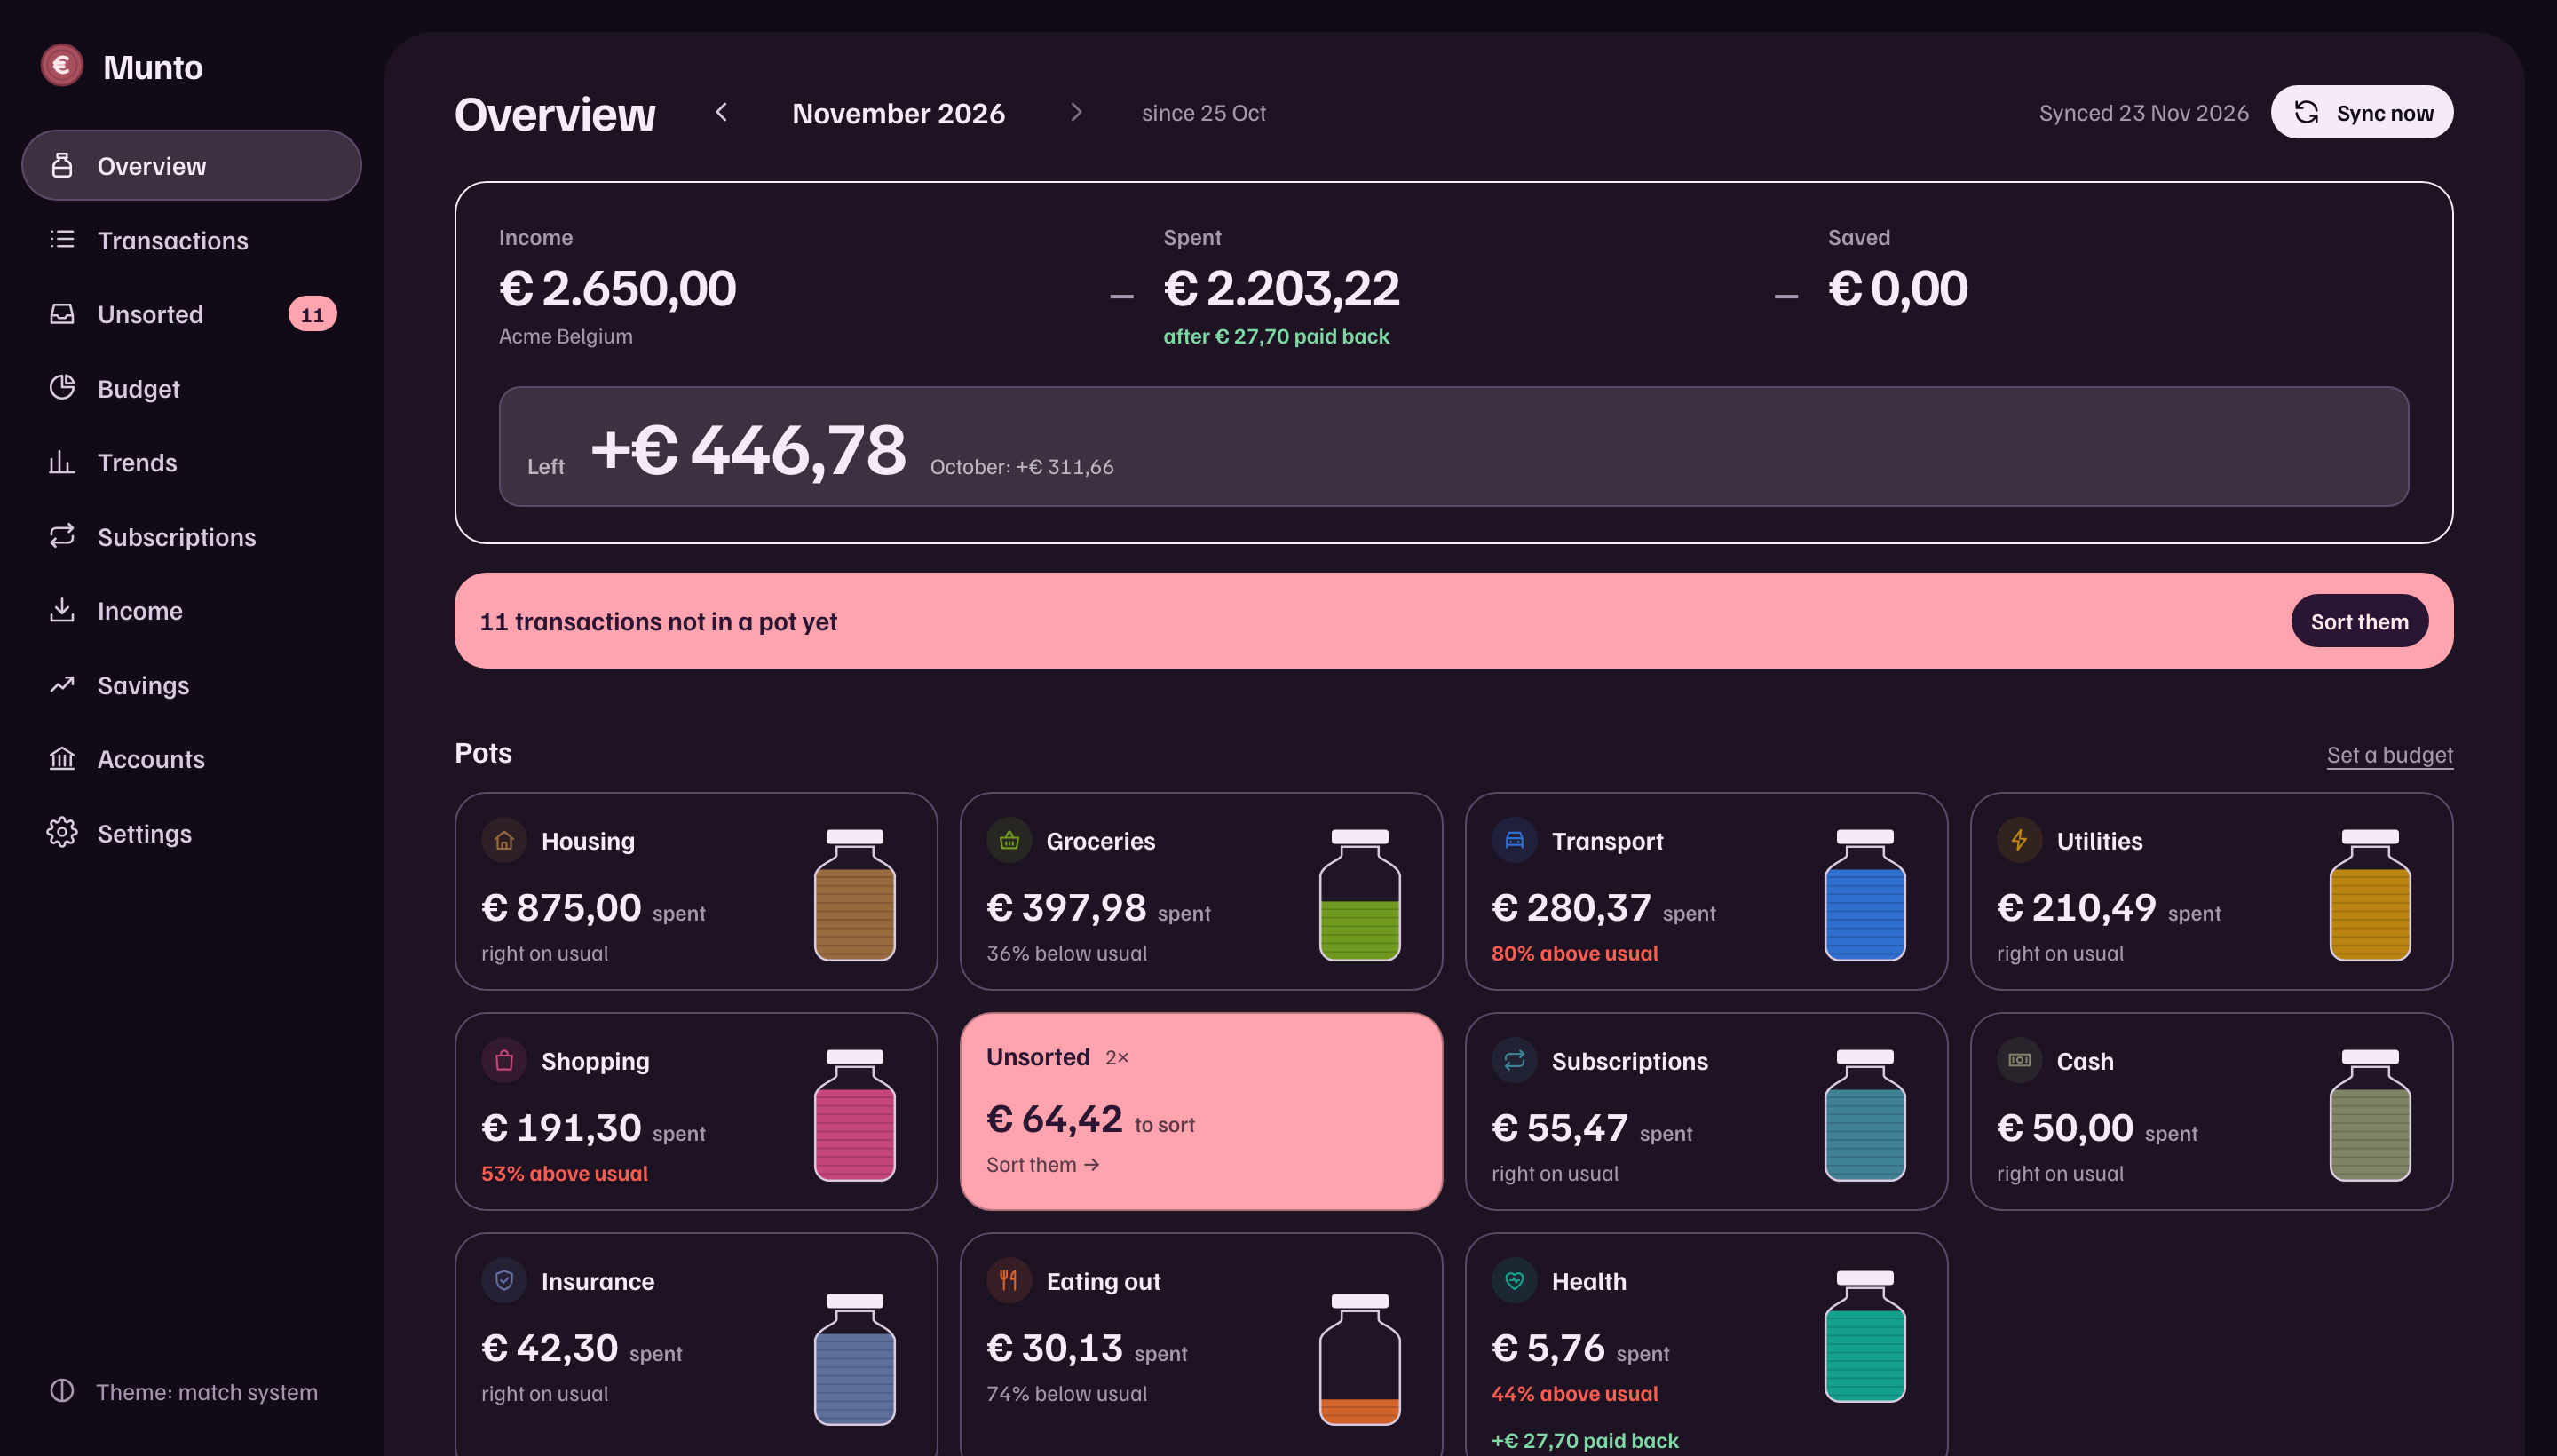 Munto
Overview
Transactions
Unsorted 11
Budget
Trends
Subscriptions
Income
Savings
Accounts
Settings
Theme: match system
Overview November 2026 since 25 Oct Synced 23 Nov 2026 Sync now
Income
€ 2.650,00
Acme Belgium
–
Spent
€ 2.203,22
after € 27,70 paid back
–
Saved
€ 0,00
Left +€ 446,78 October: +€ 311,66
11 transactions not in a pot yet Sort them
Pots Set a budget
Housing
€ 875,00 spent
right on usual
Groceries
€ 397,98 spent
36% below usual
Transport
€ 280,37 spent
80% above usual
Utilities
€ 210,49 spent
right on usual
Shopping
€ 191,30 spent
53% above usual
Unsorted 2×
€ 64,42 to sort
Sort them →
Subscriptions
€ 55,47 spent
right on usual
Cash
€ 50,00 spent
right on usual
Insurance
€ 42,30 spent
right on usual
Eating out
€ 30,13 spent
74% below usual
Health
€ 5,76 spent
44% above usual
+€ 27,70 paid back